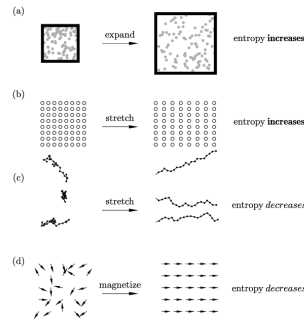 (a)
expand
entropy increases
(b)
stretch
entropy increases
(c)
stretch
entropy decreases
(d)
magnetize
entropy decreases